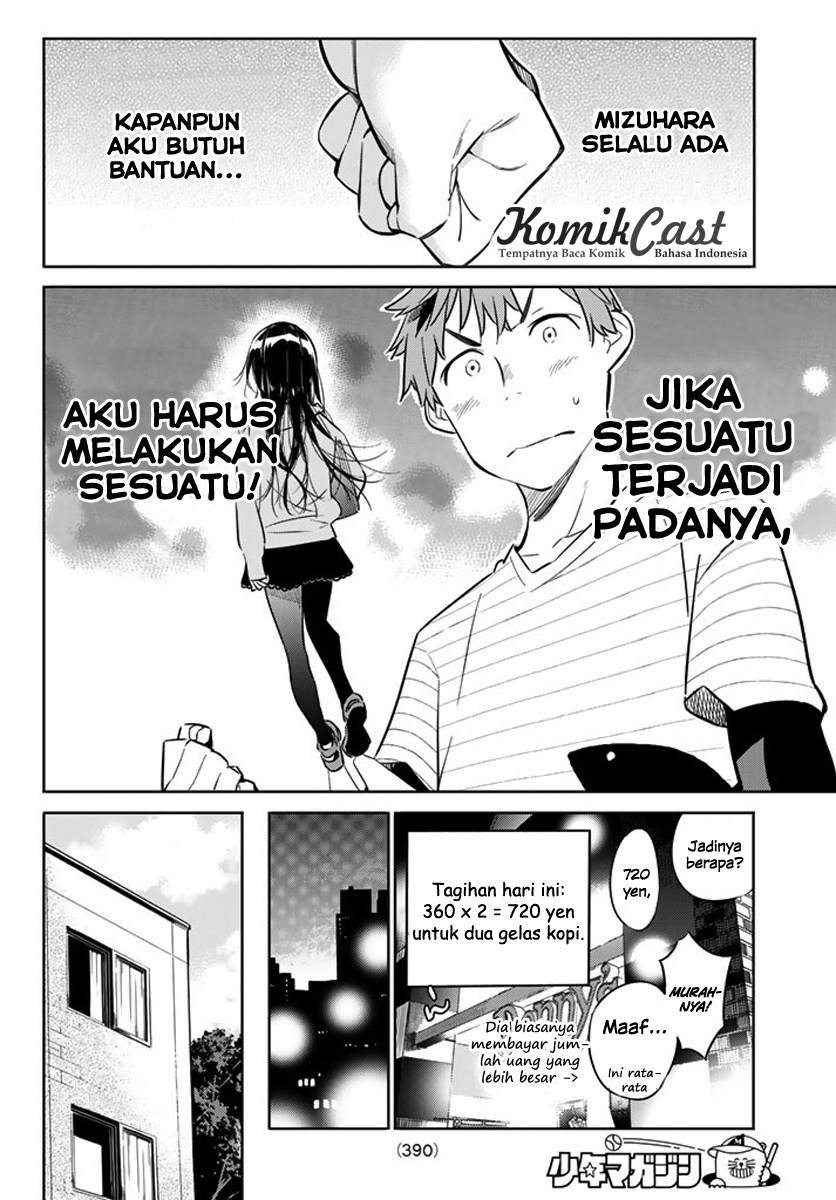 MIZUHARA
SELALU ADA
KAPANPUN
AKU BUTUH
BANTUAN...
KomikCast
Tempatnya Baca Komik Bahasa Indonesia
JIKA
SESUATU
TERJADI
PADANYA,
AKU HARUS
MELAKUKAN
SESUATU!
Jadinya
berapa?
720
yen,
MURAH-
NYA!
Maaf...
Ini rata-
rata
Tagihan hari ini:
360 x 2 = 720 yen
untuk dua gelas kopi.
Dia biasanya
membayar jum-
lah uang yang
lebih besar ->
(390)
少年マガジン